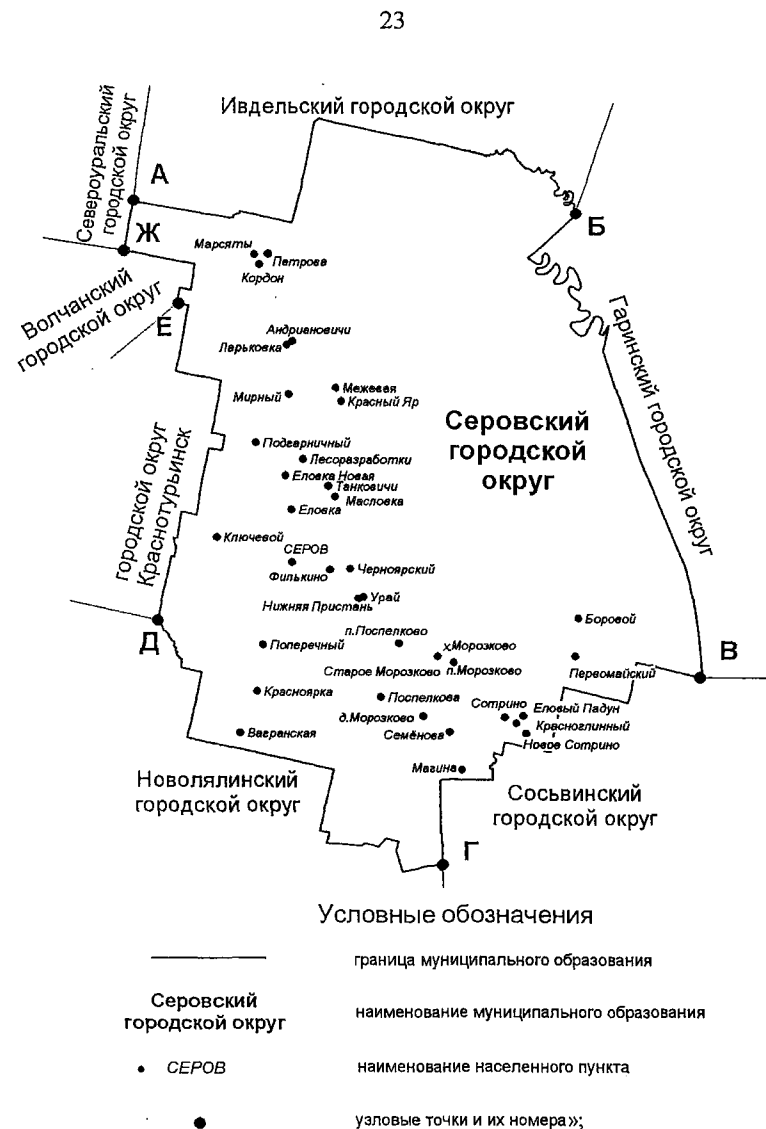 23
Ивдельский городской округ
Североуральский
городской округ
А
Б
Ж
Марсяты
Петрова
Кордон
Волчанский
городской округ
Е
Гаринский городской округ
Андриановичи
Ларьковка
Межевая
Мирный
Красный Яр
Серовский
городской
округ
Подгарничный
Лесоразработки
Еловка Новая
Танковичи
Масловка
Еловка
городской округ
Краснотурьинск
Ключевой
СЕРОВ
Филькино
Черноярский
Урай
Нижняя Пристань
Д
Боровой
п.Поспелково
Поперечный
х.Морозково
Старое Морозково
п.Морозково
Первомайский
В
Красноярка
Поспелкова
Сотрино
Еловый Падун
д.Морозково
Красноглинный
Вагранская
Семёнова
Новое Сотрино
Магина
Новолялинский
городской округ
Сосьвинский
городской округ
Г
Условные обозначения
граница муниципального образования
Серовский
городской округ
наименование муниципального образования
СЕРОВ
наименование населенного пункта
узловые точки и их номера»;